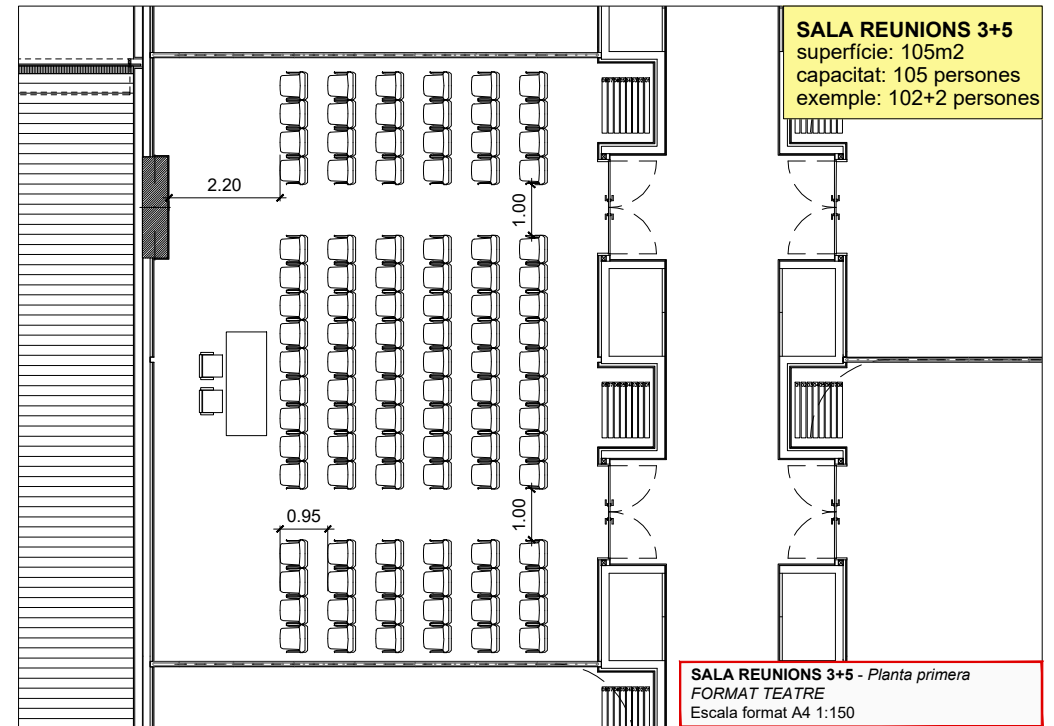 SALA REUNIONS 3+5
superfície: 105m2
capacitat: 105 persones
exemple: 102+2 persones
2.20
1.00
0.95
1.00
SALA REUNIONS 3+5 - Planta primera
FORMAT TEATRE
Escala format A4 1:150